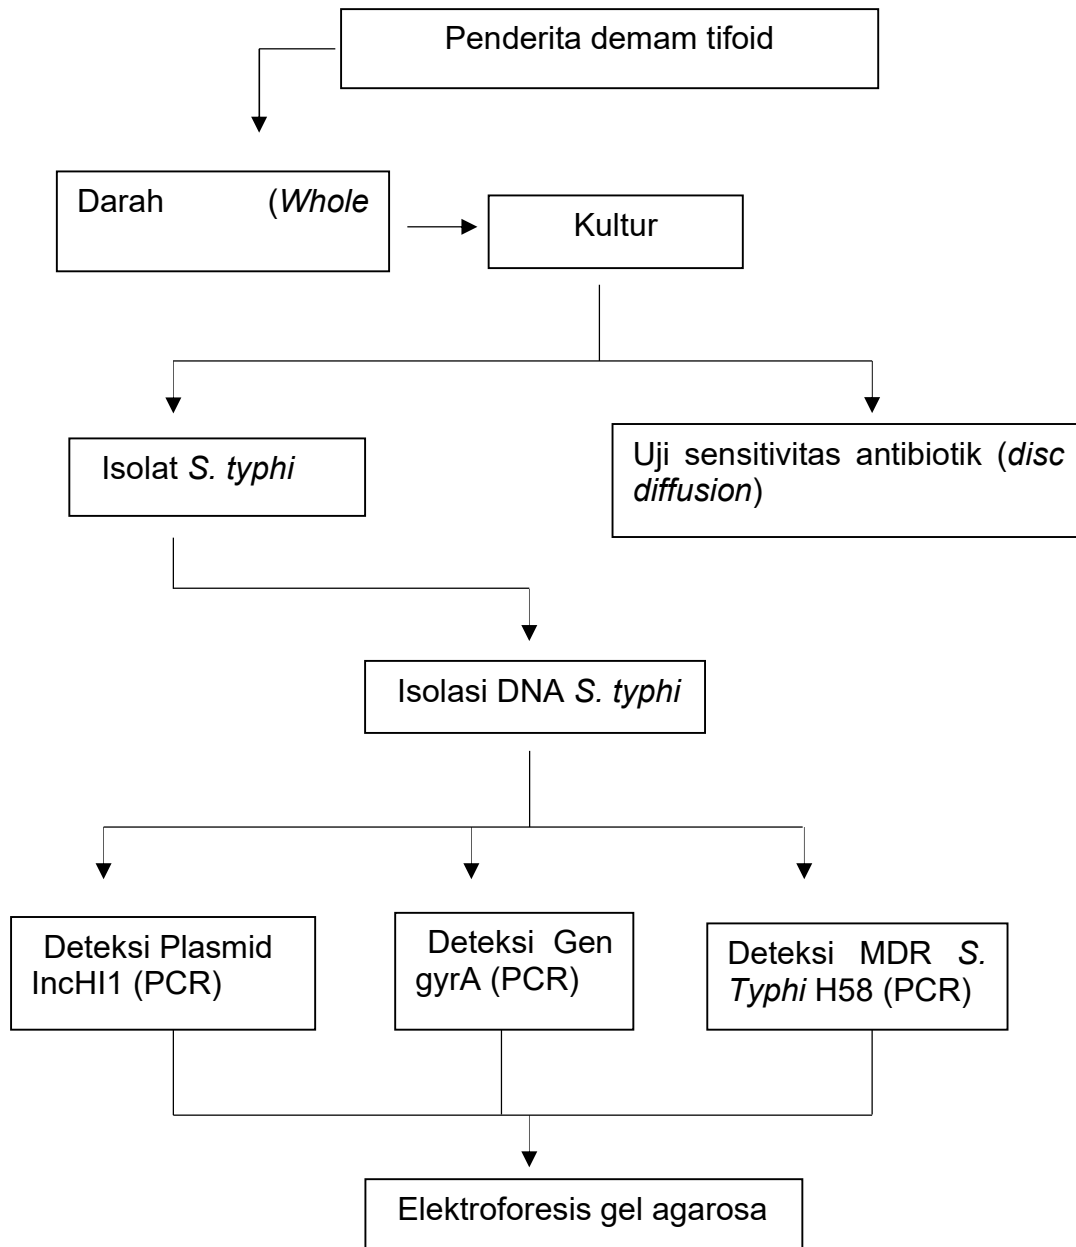 Penderita demam tifoid
Darah (Whole
Kultur
Isolat S. typhi
Uji sensitivitas antibiotik (disc
diffusion)
Isolasi DNA S. typhi
Deteksi Plasmid
IncHI1 (PCR)
Deteksi Gen
gyrA (PCR)
Deteksi MDR S.
Typhi H58 (PCR)
Elektroforesis gel agarosa